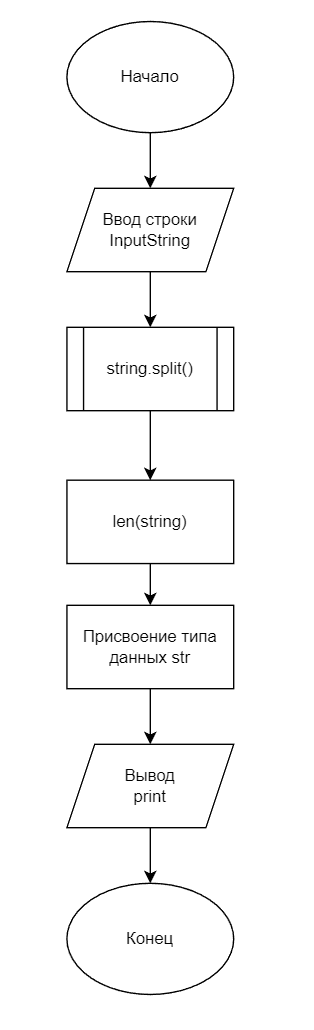 Начало
Ввод строки
InputString
string.split()
len(string)
Присвоение типа
данных str
Вывод
print
Конец